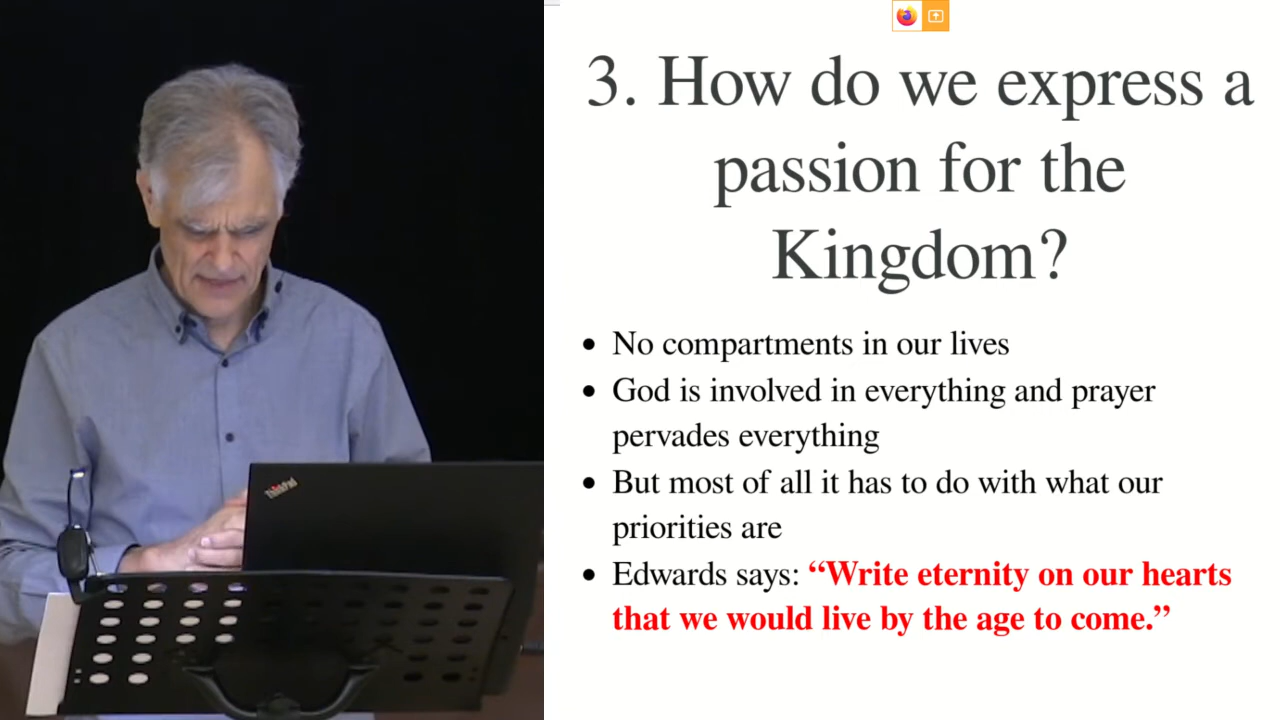 3. How do we express a
passion for the
Kingdom?
• No compartments in our lives
• God is involved in everything and prayer
pervades everything
• But most of all it has to do with what our
priorities are
• Edwards says: “Write eternity on our hearts
that we would live by the age to come.”
ThinkPad